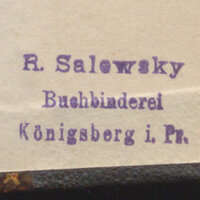 R. Salewsky
Buchbinderei
Königsberg i. Pr.